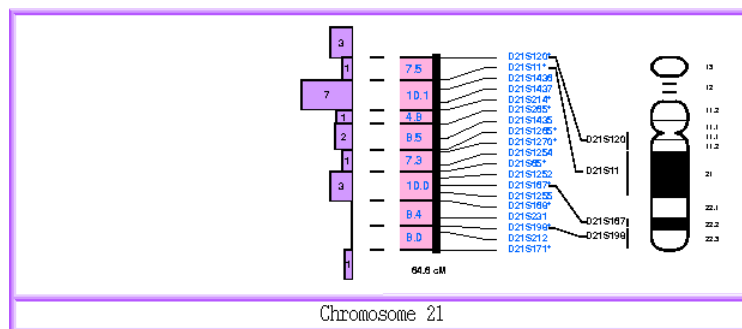 3
1
7
1
2
1
3
1
7.5
10.1
4.8
8.5
7.3
10.0
8.4
8.0
64.6 cM
D21S120*
D21S11*
D21S1436
D21S1437
D21S214*
D21S265*
D21S1435
D21S1265*
D21S1270*
D21S1254
D21S65*
D21S1252
D21S167*
D21S1255
D21S168*
D21S231
D21S198*
D21S212
D21S171*
D21S120
D21S11
D21S167
D21S198
13
12
11.2
11.1
11.1
11.2
21
22.1
22.2
22.3
Chromosome 21